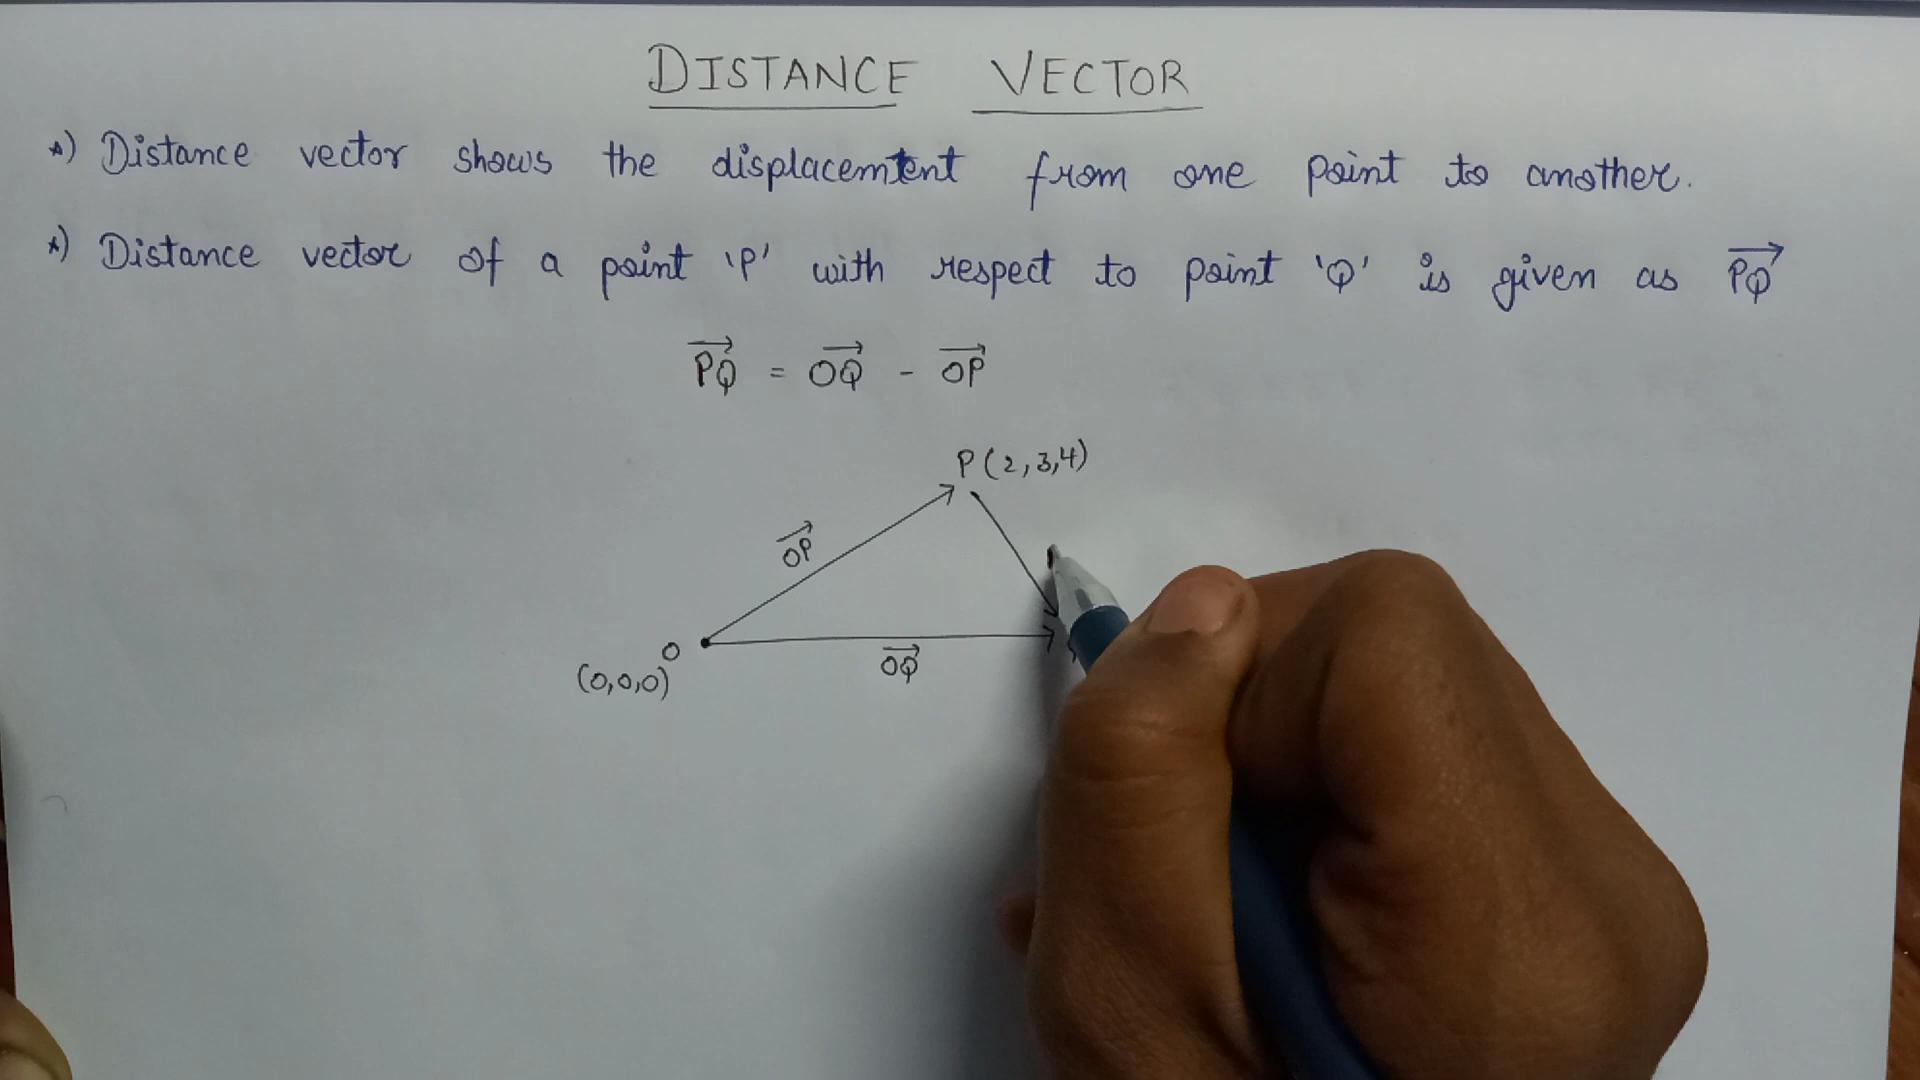 DISTANCE VECTOR
*) Distance vector shows the displacement from one point to another.
*) Distance vector of a point 'P' with respect to point 'Q' is given as PQ→
PQ→ = OQ→ - OP→
P(2,3,4)
OP→
O
(0,0,0)
OQ→